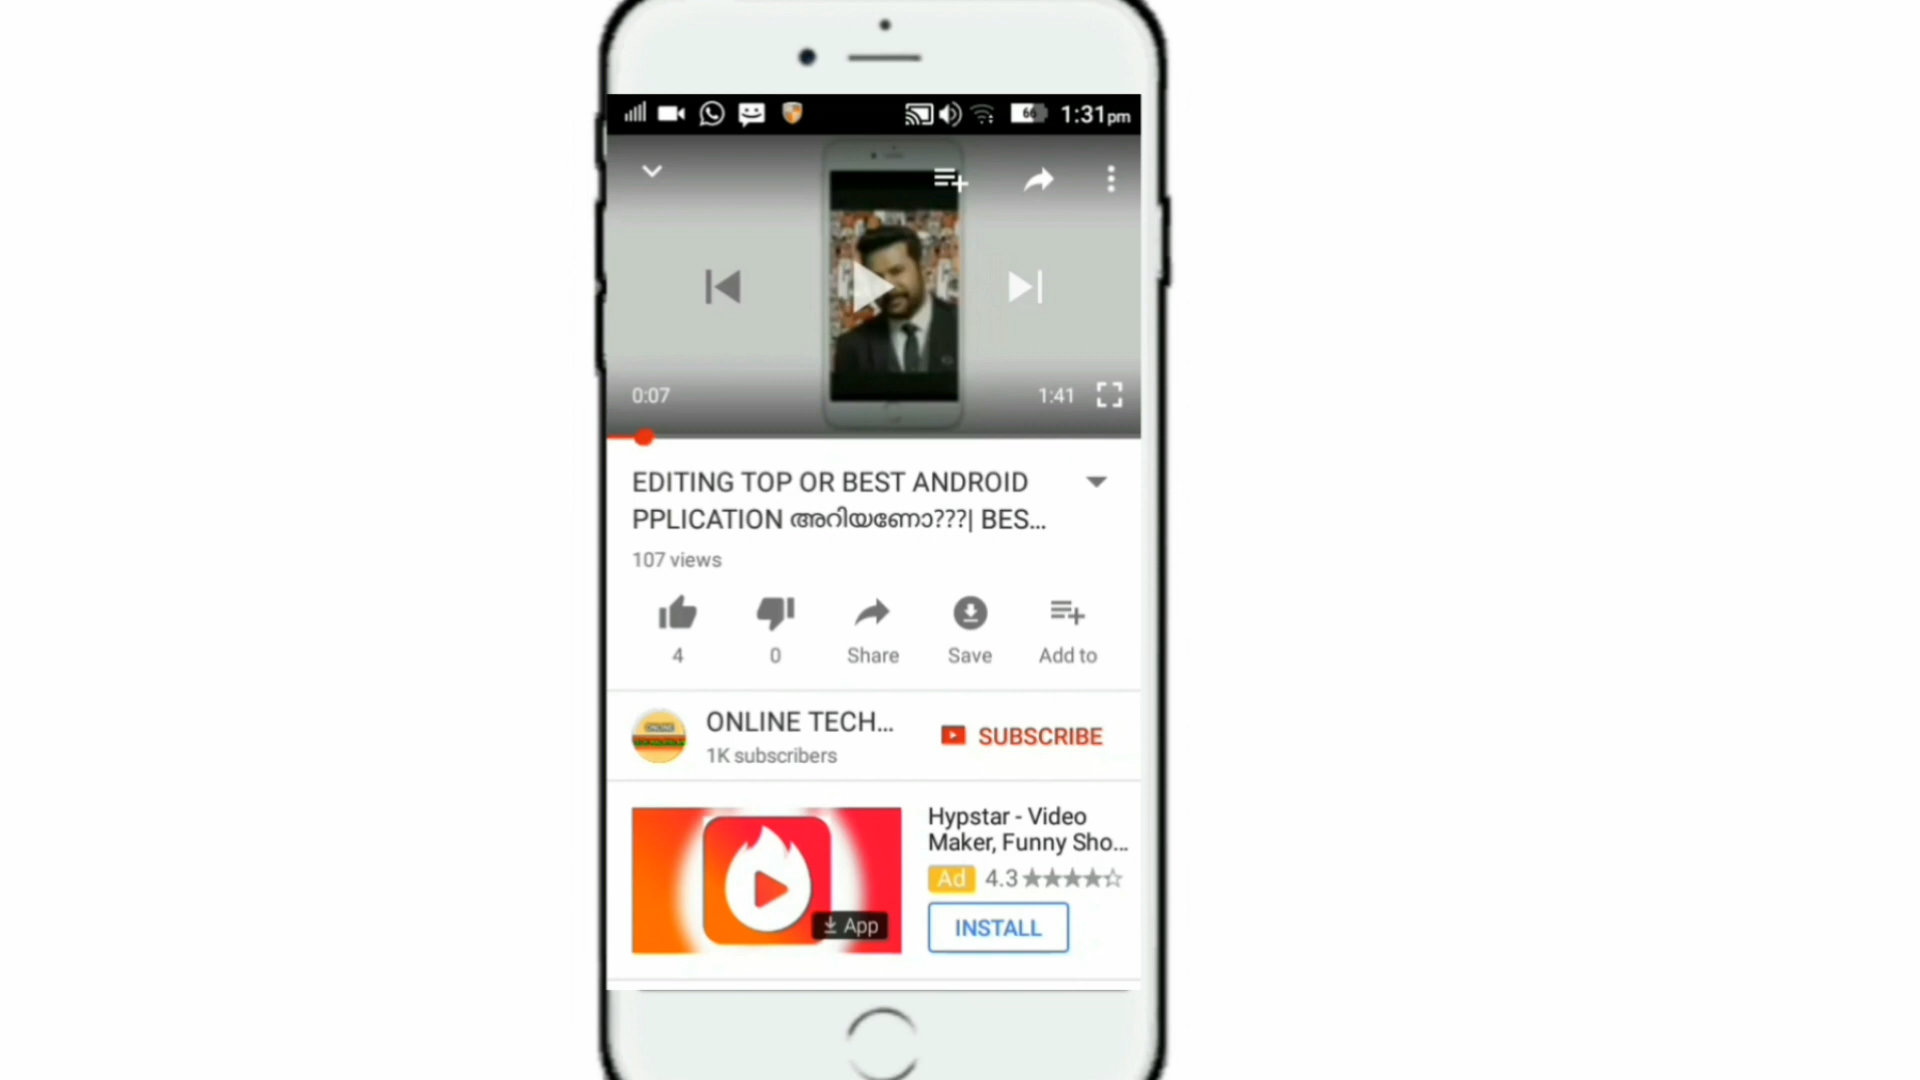 66 1:31pm
0:07 1:41
EDITING TOP OR BEST ANDROID
PPLICATION അറിയണോ???| BES...
107 views
4 0 Share Save Add to
ONLINE TECH...
1K subscribers
SUBSCRIBE
Hypstar - Video
Maker, Funny Sho...
Ad 4.3
App
INSTALL